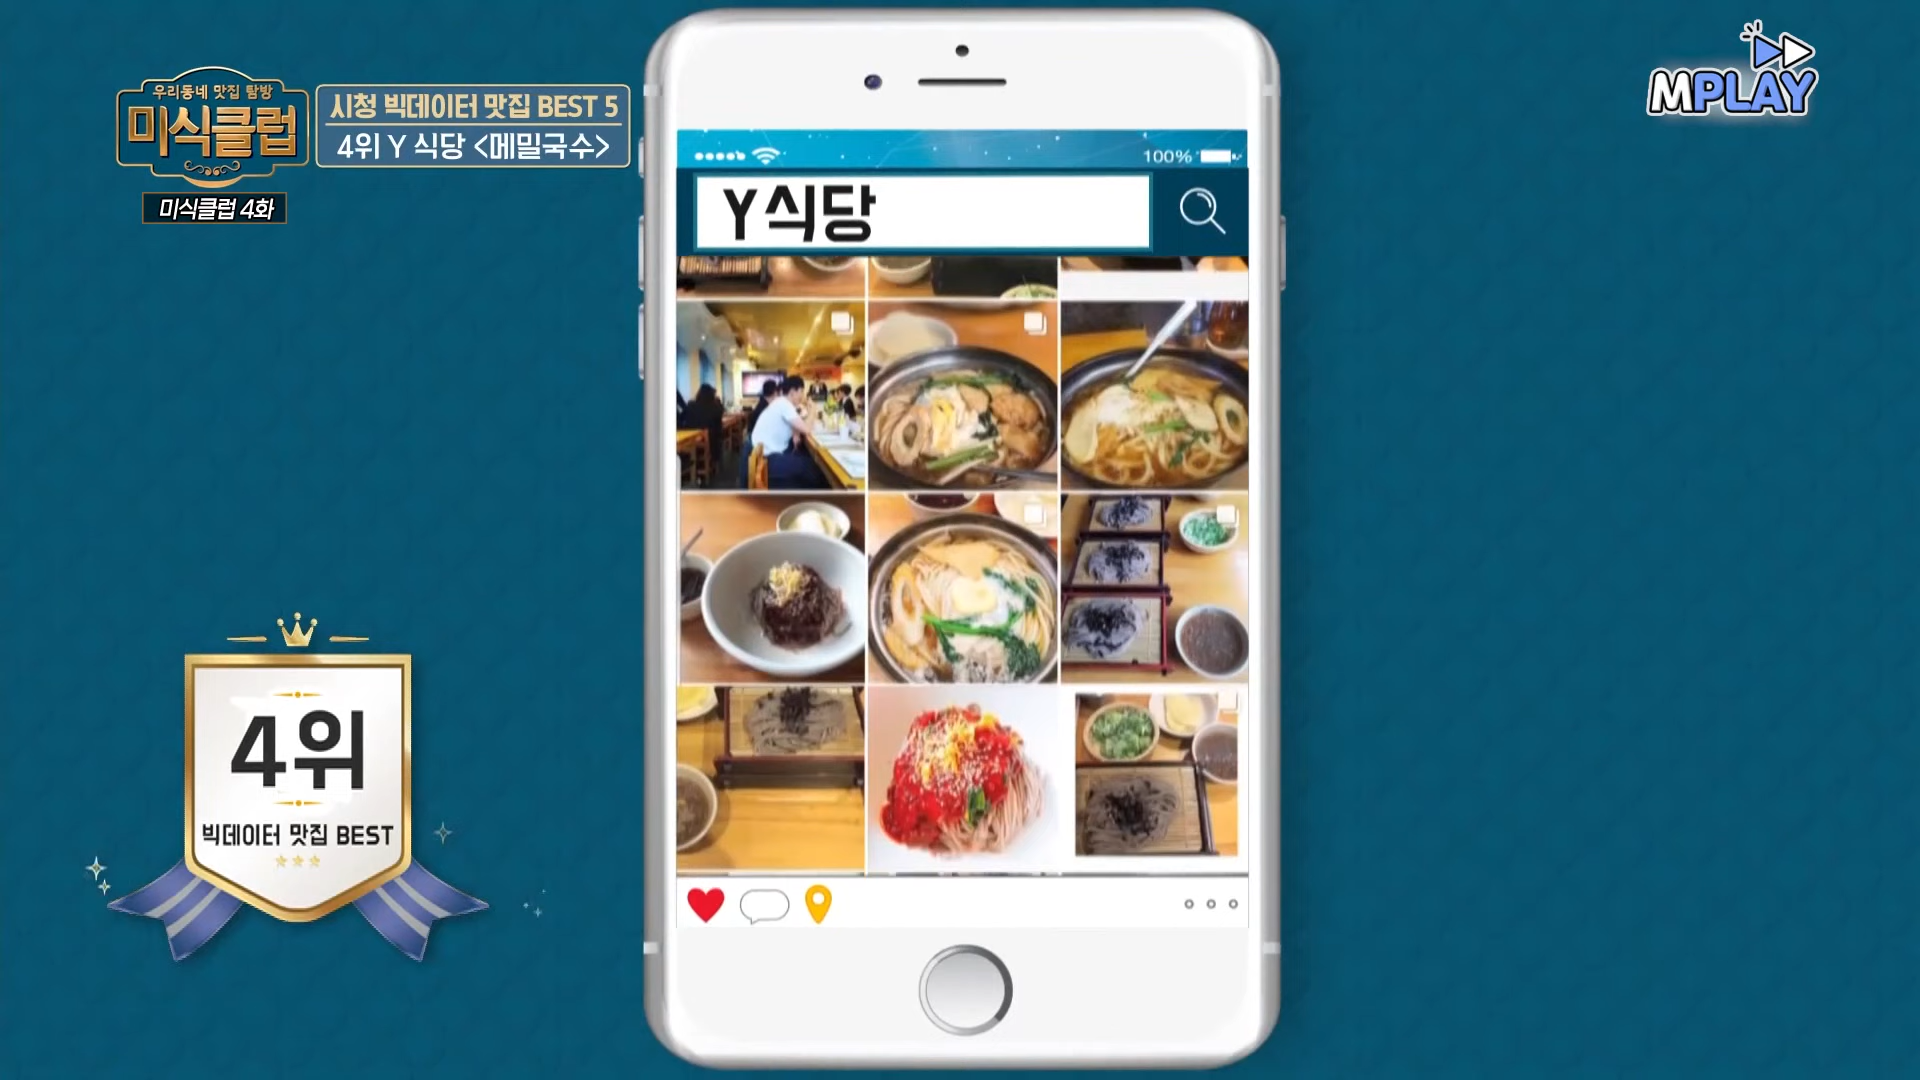 우리동네 맛집 탐방
미식클럽
미식클럽 4화
시청 빅데이터 맛집 BEST 5
4위 Y 식당 <메밀국수>
MPLAY
100%
Y식당
4위
빅데이터 맛집 BEST